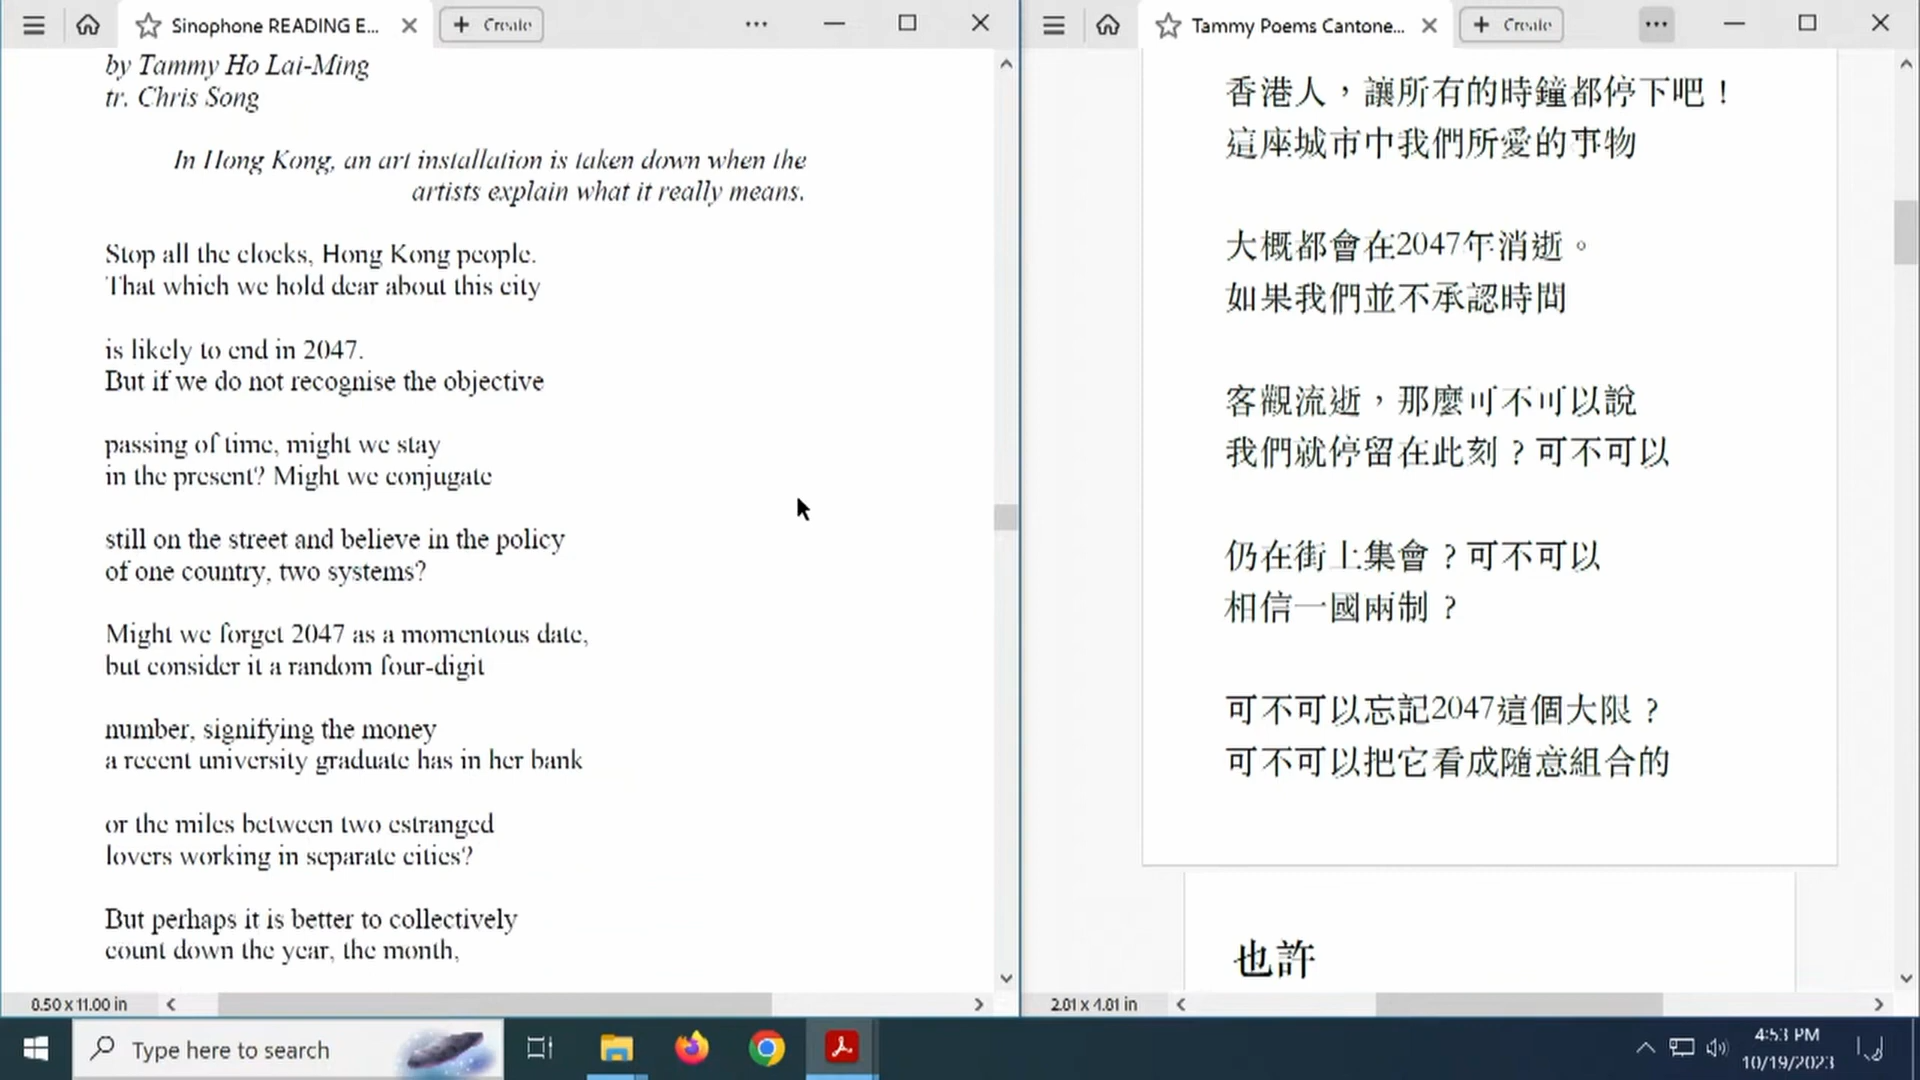 Sinophone READING E...
Create
by Tammy Ho Lai-Ming
tr. Chris Song
In Hong Kong, an art installation is taken down when the
artists explain what it really means.
Stop all the clocks, Hong Kong people.
That which we hold dear about this city
is likely to end in 2047.
But if we do not recognise the objective
passing of time, might we stay
in the present? Might we conjugate
still on the street and believe in the policy
of one country, two systems?
Might we forget 2047 as a momentous date,
but consider it a random four-digit
number, signifying the money
a recent university graduate has in her bank
or the miles between two estranged
lovers working in separate cities?
But perhaps it is better to collectively
count down the year, the month,
8.50 x 11.00 in
Tammy Poems Cantone...
Create
香港人，讓所有的時鐘都停下吧！
這座城市中我們所愛的事物
大概都會在2047年消逝。
如果我們並不承認時間
客觀流逝，那麼可不可以說
我們就停留在此刻？可不可以
仍在街上集會？可不可以
相信一國兩制？
可不可以忘記2047這個大限？
可不可以把它看成隨意組合的
也許
2.01 x 4.01 in
Type here to search
4:53 PM
10/19/2023